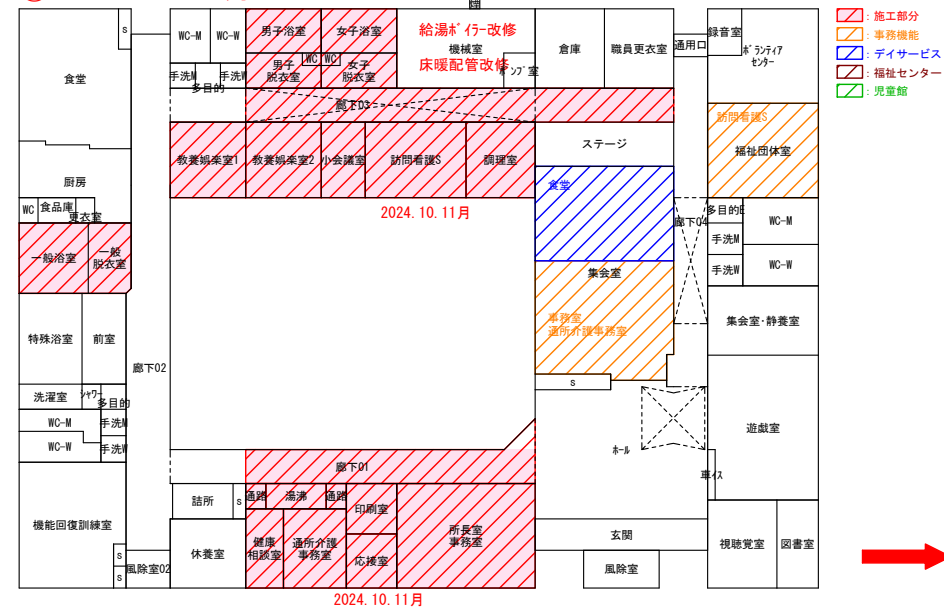 S
WC-M
WC-W
男子浴室
女子浴室
給湯ﾎﾞｲﾗｰ改修
機械室
床暖配管改修
ﾎﾟﾝﾌﾟ室
倉庫
職員更衣室
通用口
録音室
ﾎﾞﾗﾝﾃｨｱ
ｾﾝﾀｰ
：施工部分
：事務機能
：デイサービス
：福祉センター
：児童館
食堂
手洗M
手洗W
多目的
男子
脱衣室
WC
WC
女子
脱衣室
廊下03
訪問看護S
福祉団体室
教養娯楽室1
教養娯楽室2
小会議室
訪問看護S
調理室
ステージ
食堂
2024.10.11月
厨房
WC
食品庫
更衣室
一般浴室
一般
脱衣室
廊下04
多目的E
手洗M
手洗W
WC-M
WC-W
集会室
事務室
通所介護事務室
S
集会室・静養室
特殊浴室
前室
廊下02
洗濯室
ｼｬﾜｰ
多目的
WC-M
手洗M
WC-W
手洗W
遊戯室
ﾎｰﾙ
車ｲｽ
廊下01
詰所
S
通路
湯沸
通路
印刷室
所長室
事務室
機能回復訓練室
休養室
健康
相談室
通所介護
事務室
応接室
玄関
視聴覚室
図書室
S
S
風除室02
風除室
2024.10.11月